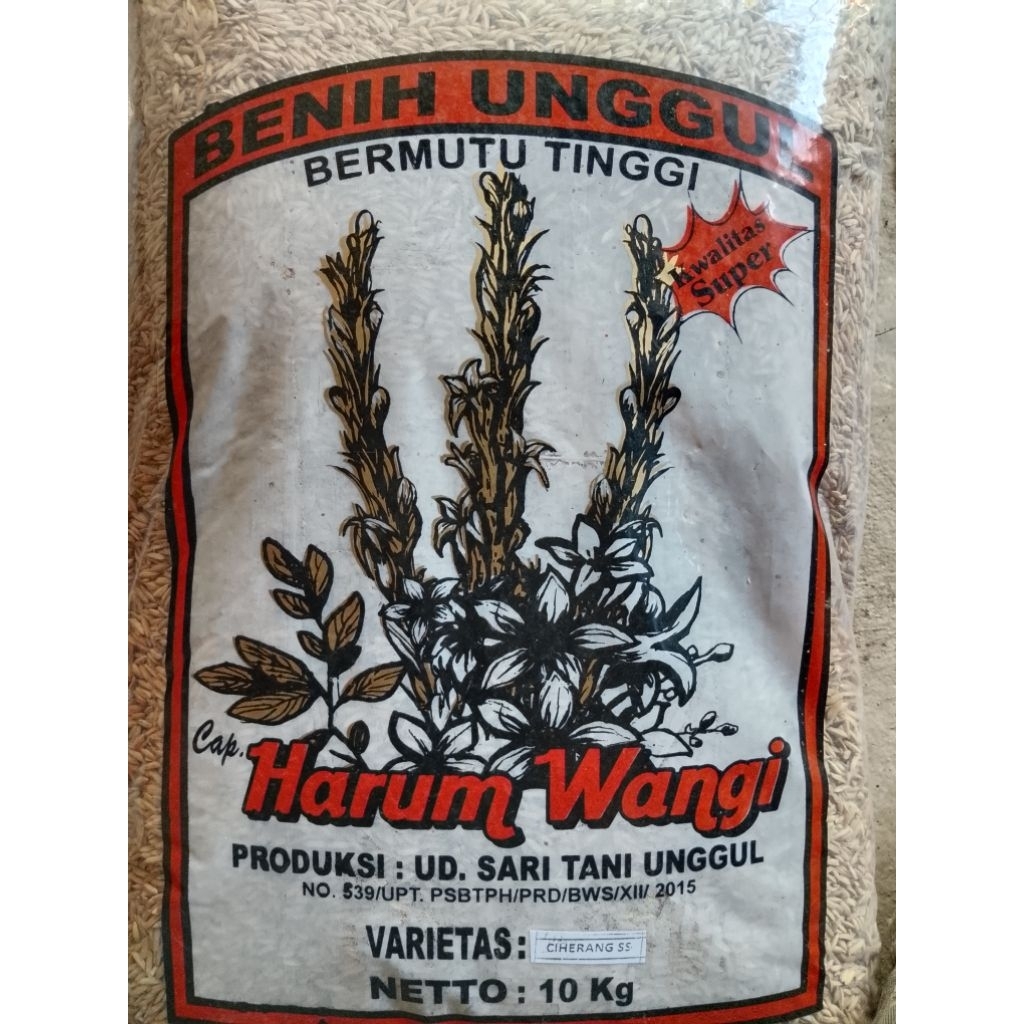 BENIH UNGGUL
BERMUTU TINGGI
Kwalitas
Super
Cap. Harum Wangi
PRODUKSI : UD. SARI TANI UNGGUL
NO. 539/UPT. PSBTPH/PRD/BWS/XII/ 2015
VARIETAS : CIHERANG SS
NETTO : 10 Kg